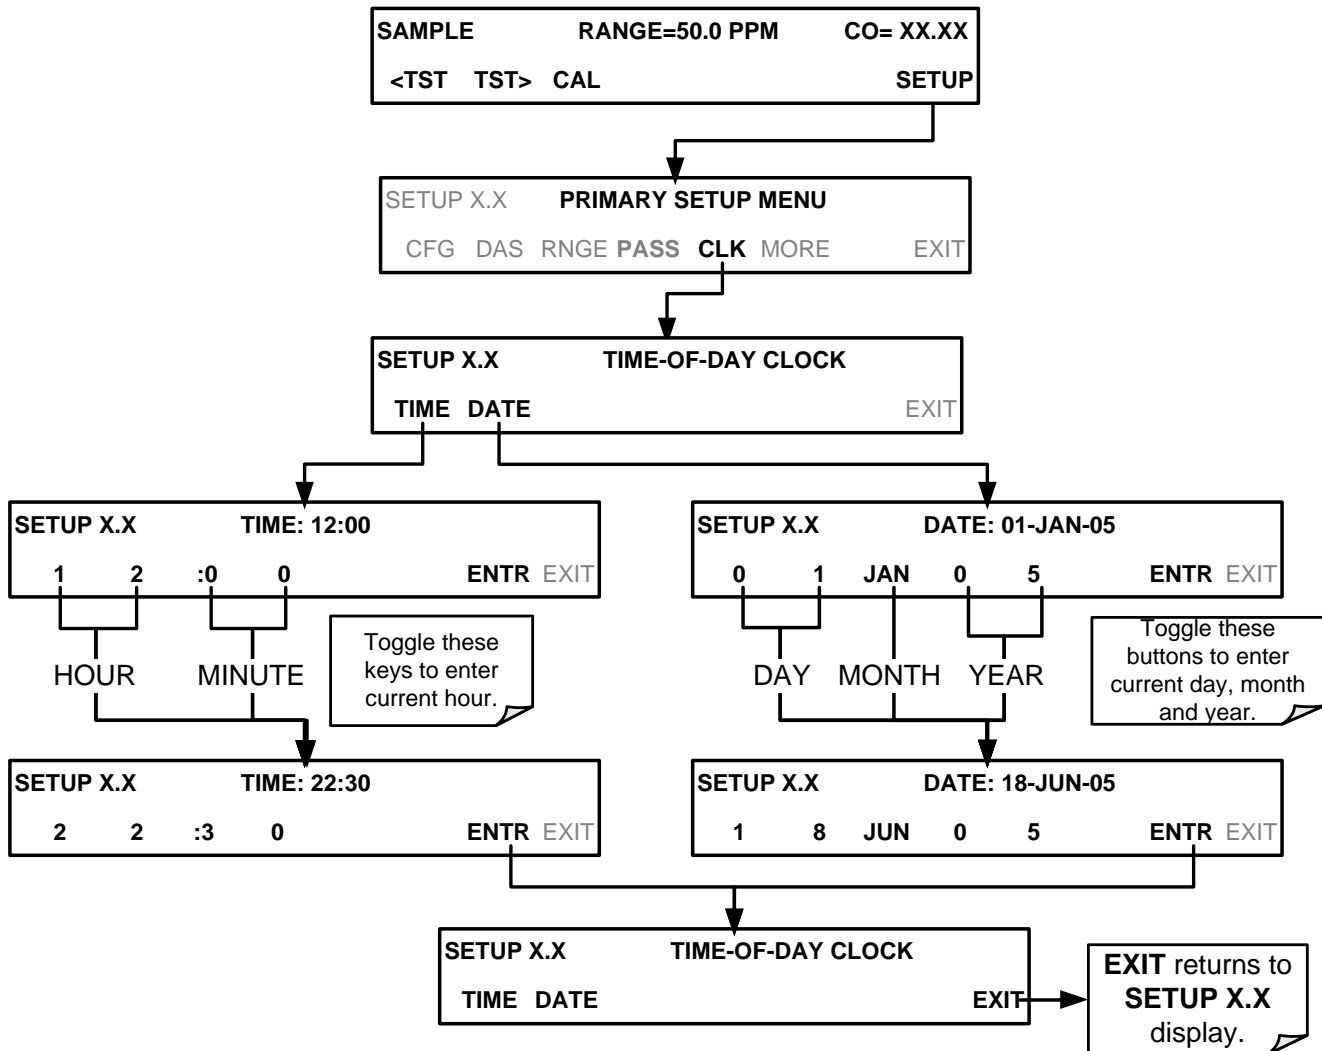 SAMPLE RANGE=50.0 PPM CO= XX.XX
<TST TST> CAL SETUP
SETUP X.X PRIMARY SETUP MENU
CFG DAS RNGE PASS CLK MORE EXIT
SETUP X.X TIME-OF-DAY CLOCK
TIME DATE EXIT
SETUP X.X TIME: 12:00
1 2 :0 0 ENTR EXIT
HOUR MINUTE
Toggle these
keys to enter
current hour.
SETUP X.X DATE: 01-JAN-05
0 1 JAN 0 5 ENTR EXIT
DAY MONTH YEAR
Toggle these
buttons to enter
current day, month
and year.
SETUP X.X TIME: 22:30
2 2 :3 0 ENTR EXIT
SETUP X.X DATE: 18-JUN-05
1 8 JUN 0 5 ENTR EXIT
SETUP X.X TIME-OF-DAY CLOCK
TIME DATE EXIT
EXIT returns to
SETUP X.X
display.